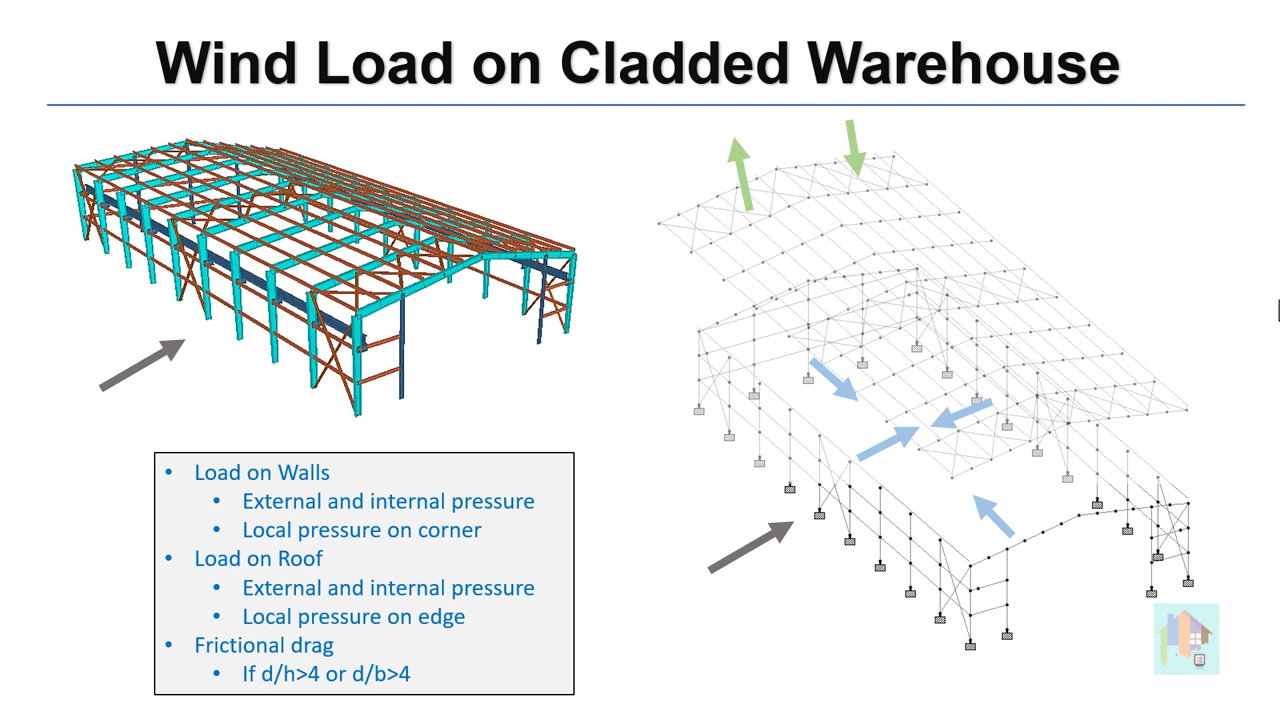 Wind Load on Cladded Warehouse
• Load on Walls
• External and internal pressure
• Local pressure on corner
• Load on Roof
• External and internal pressure
• Local pressure on edge
• Frictional drag
• If d/h>4 or d/b>4